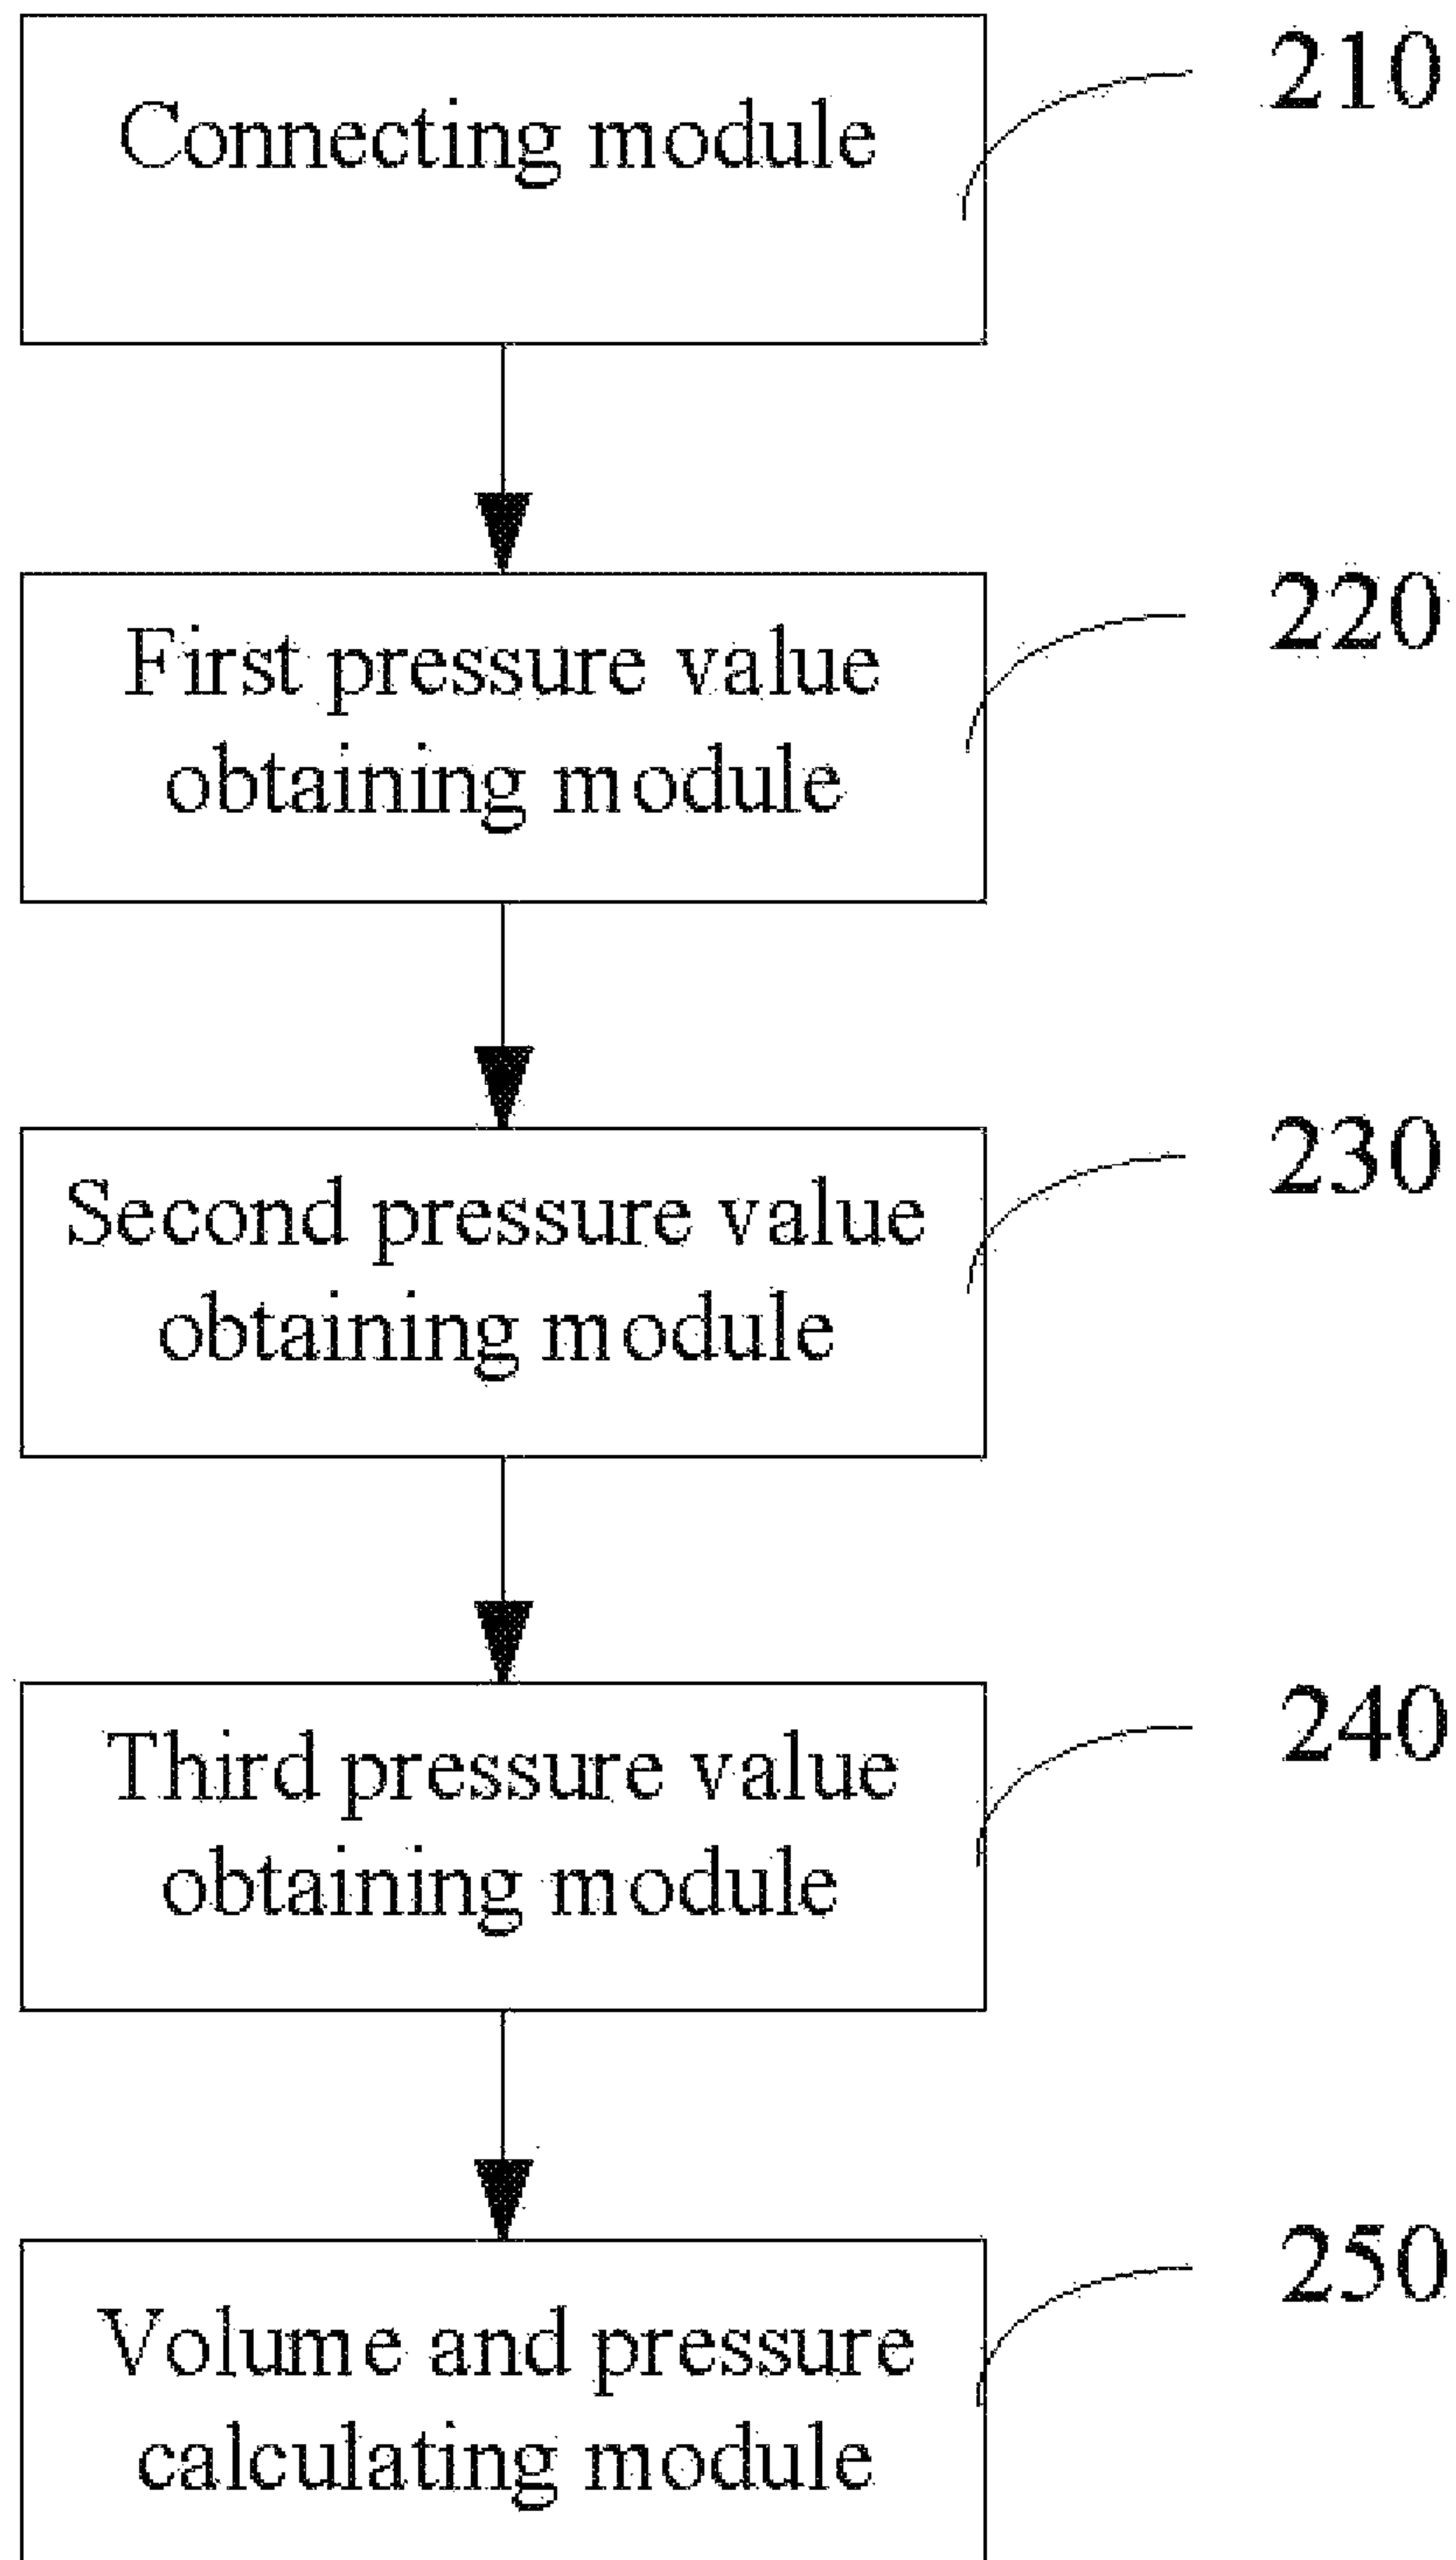 Connecting module
210
First pressure value
obtaining module
220
Second pressure value
obtaining module
230
Third pressure value
obtaining module
240
Volume and pressure
calculating module
250